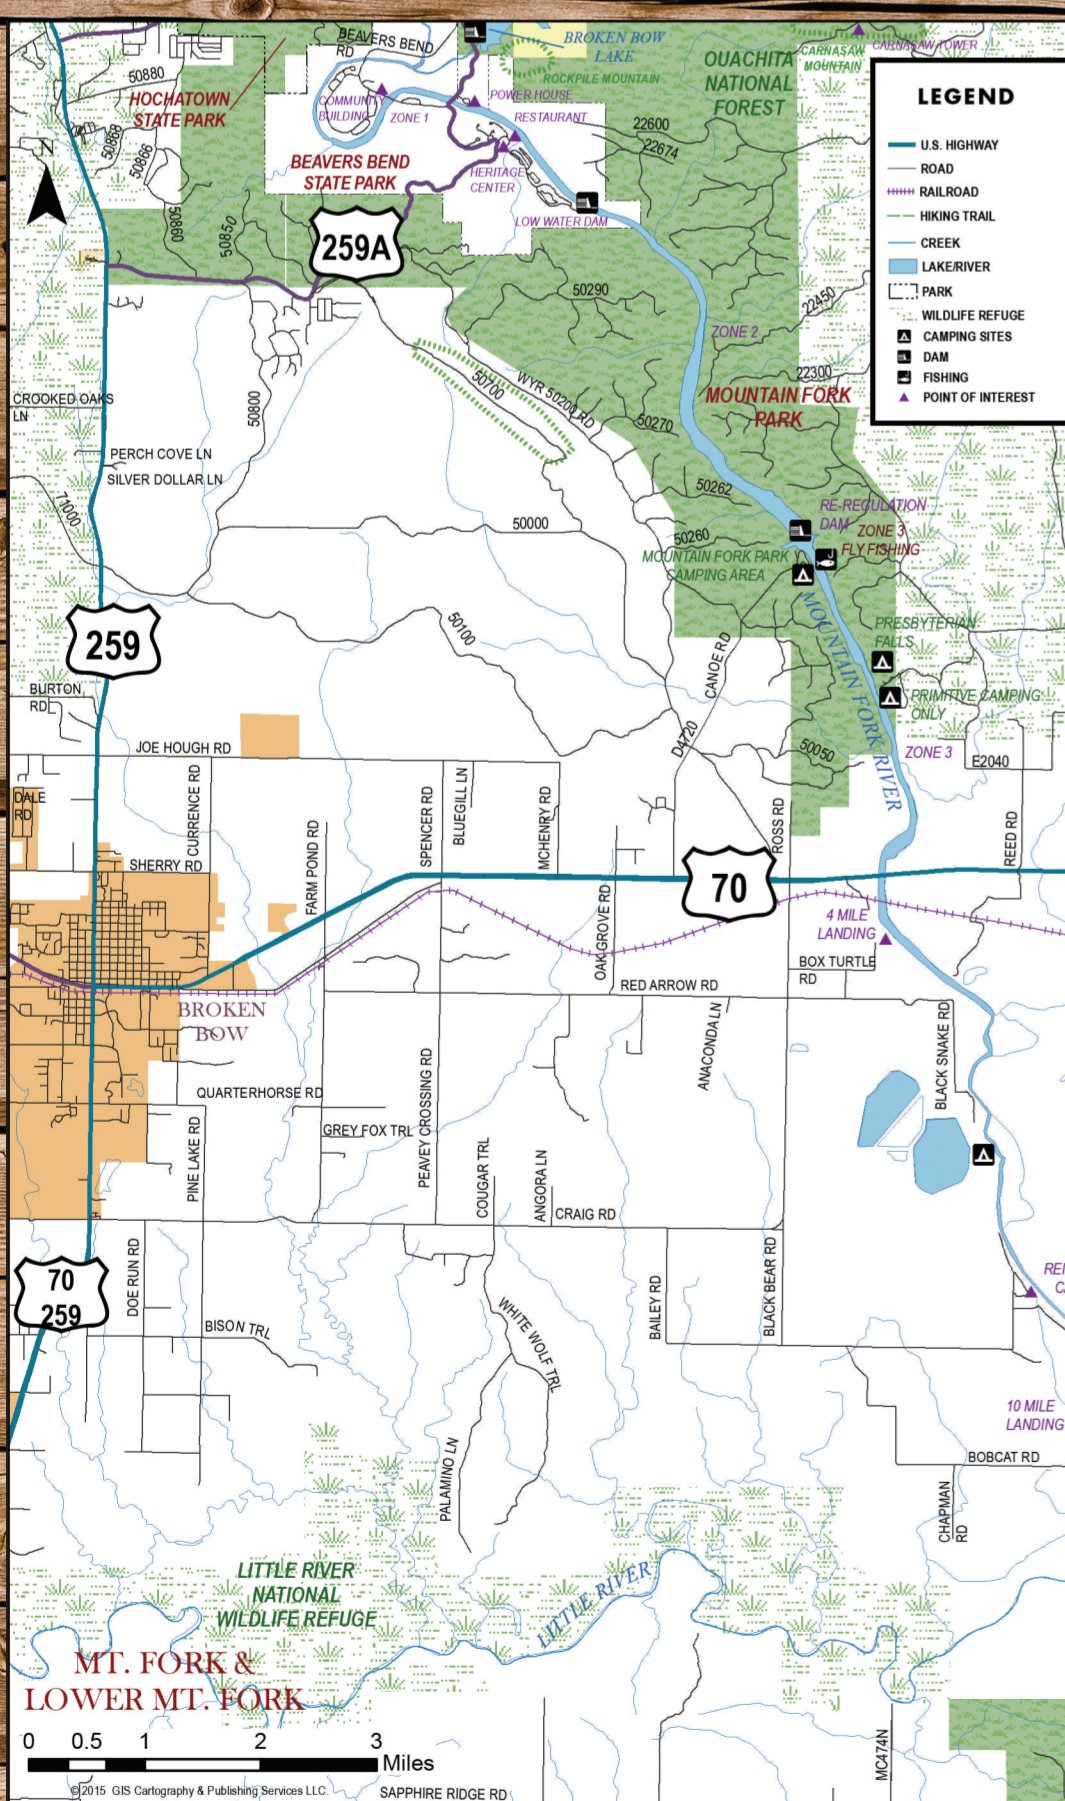 BEAVERS BEND
RD
BROKEN BOW
LAKE
CARNASAW
MOUNTAIN
CARNASAW TOWER
50880
HOCHATOWN
STATE PARK
ROCKPILE MOUNTAIN
OUACHITA
NATIONAL
FOREST
COMMUNITY
BUILDING
ZONE 1
POWER HOUSE
RESTAURANT
50868
50866
N
22600
22674
BEAVERS BEND
STATE PARK
HERITAGE
CENTER
LOW WATER DAM
50860
50850
259A
LEGEND
U.S. HIGHWAY
ROAD
RAILROAD
HIKING TRAIL
CREEK
LAKE/RIVER
PARK
WILDLIFE REFUGE
CAMPING SITES
DAM
FISHING
POINT OF INTEREST
50290
22450
ZONE 2
22300
MOUNTAIN FORK
PARK
CROOKED OAKS
LN
50800
50700
WYR 50200 RD
50270
PERCH COVE LN
SILVER DOLLAR LN
71000
50262
50000
50260
RE-REGULATION
DAM
ZONE 3
FLY FISHING
MOUNTAIN FORK PARK
CAMPING AREA
MOUNTAIN FORK RIVER
259
50100
CANOE RD
PRESBYTERIAN
FALLS
PRIMITIVE CAMPING
ONLY
BURTON
RD
D4720
50050
ZONE 3
E2040
JOE HOUGH RD
DALE
RD
CURRENCE RD
SHERRY RD
FARM POND RD
SPENCER RD
BLUEGILL LN
MCHENRY RD
ROSS RD
REED RD
70
OAK GROVE RD
4 MILE
LANDING
BOX TURTLE
RD
RED ARROW RD
BROKEN
BOW
ANACONDA LN
BLACK SNAKE RD
QUARTERHORSE RD
GREY FOX TRL
PINE LAKE RD
PEAVEY CROSSING RD
COUGAR TRL
ANGORA LN
CRAIG RD
70
259
DOE RUN RD
BISON TRL
WHITE WOLF TRL
BAILEY RD
BLACK BEAR RD
10 MILE
LANDING
BOBCAT RD
CHAPMAN
RD
PALAMINO LN
LITTLE RIVER
NATIONAL
WILDLIFE REFUGE
LITTLE RIVER
MT. FORK &
LOWER MT. FORK
0 0.5 1 2 3
Miles
MC474N
©2015 GIS Cartography & Publishing Services LLC.
SAPPHIRE RIDGE RD